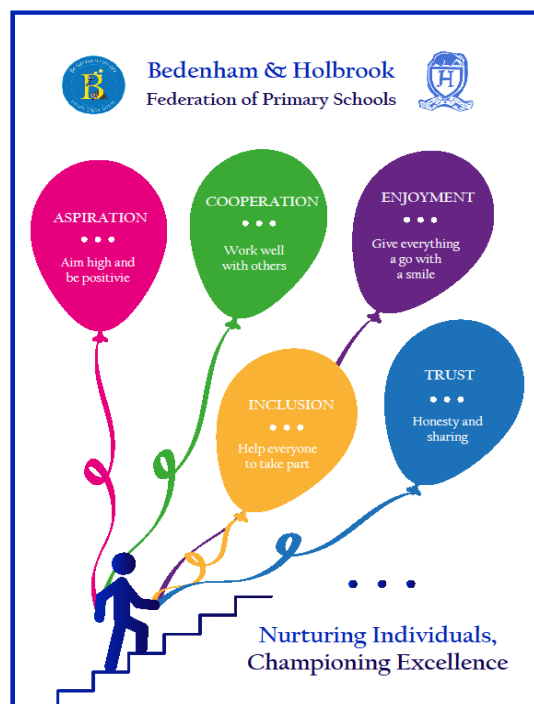 Bedenham & Holbrook
Federation of Primary Schools
B
H
ASPIRATION
Aim high and
be positivie
COOPERATION
Work well
with others
ENJOYMENT
Give everything
a go with
a smile
INCLUSION
Help everyone
to take part
TRUST
Honesty and
sharing
Nurturing Individuals,
Championing Excellence